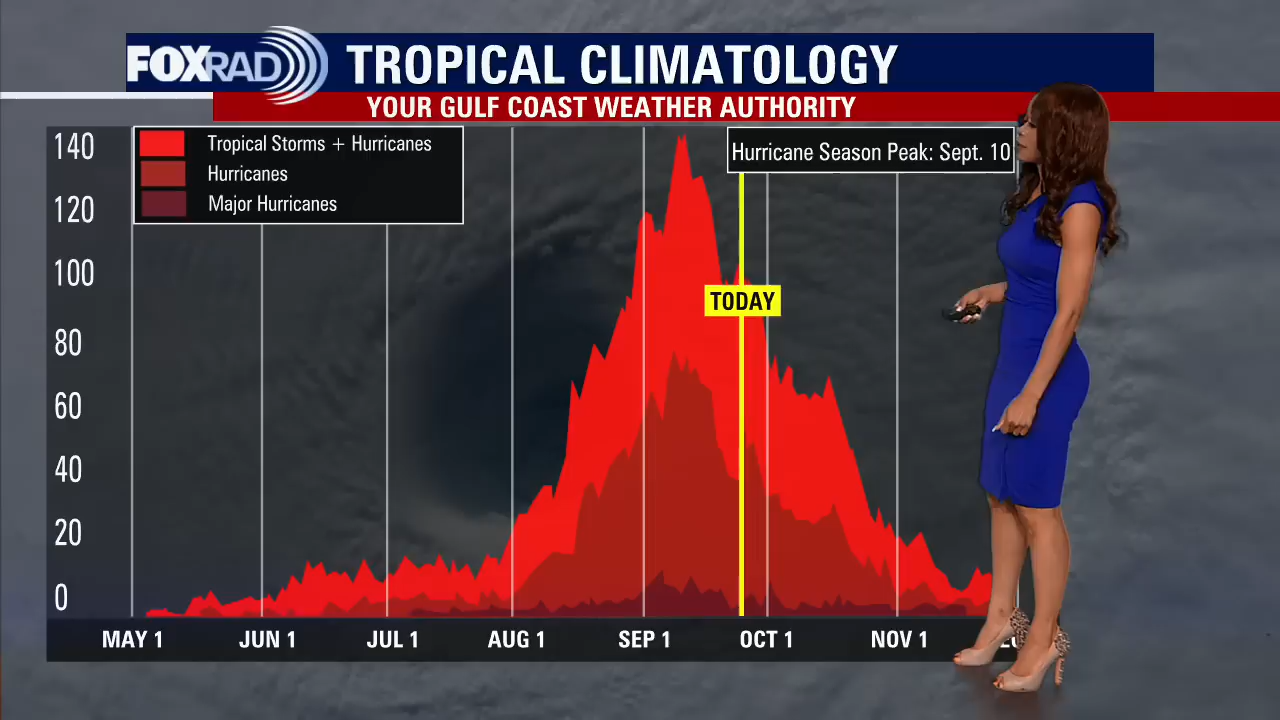 FOXRAD
TROPICAL CLIMATOLOGY
YOUR GULF COAST WEATHER AUTHORITY
140
120
100
80
60
40
20
0
Tropical Storms + Hurricanes
Hurricanes
Major Hurricanes
Hurricane Season Peak: Sept. 10
TODAY
MAY 1
JUN 1
JUL 1
AUG 1
SEP 1
OCT 1
NOV 1